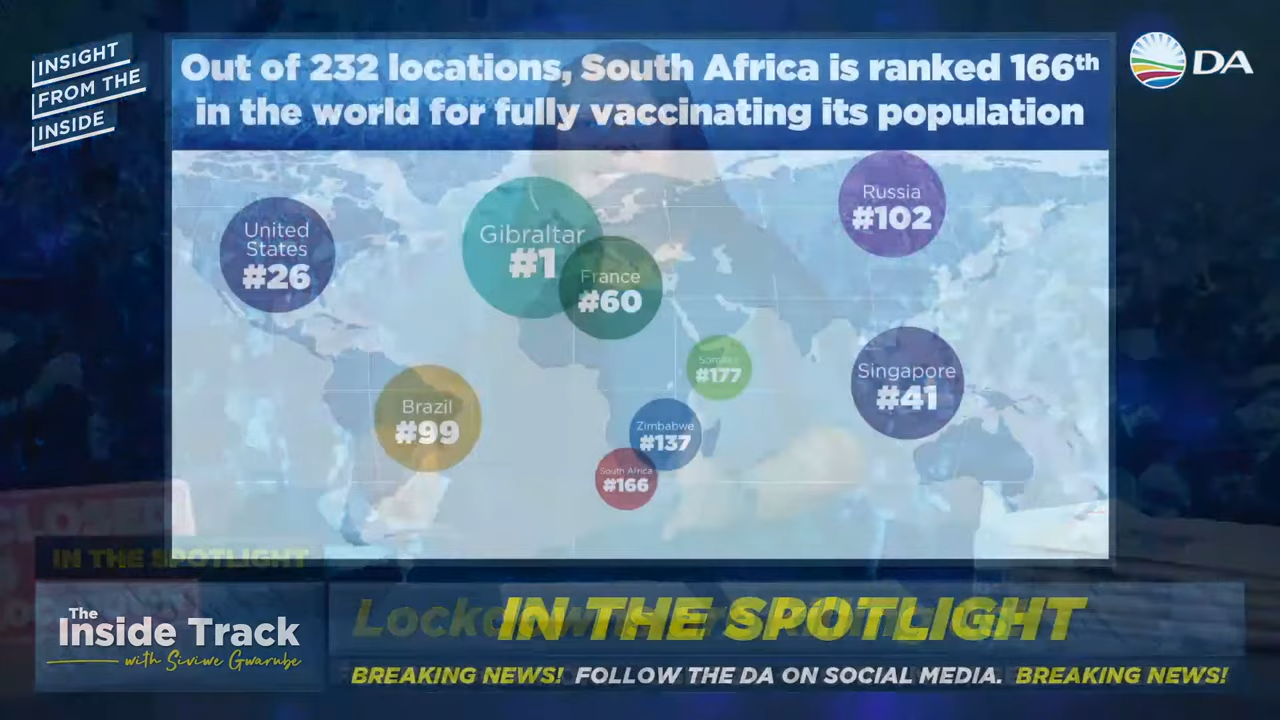 INSIGHT
FROM THE
INSIDE
Out of 232 locations, South Africa is ranked 166th
in the world for fully vaccinating its population
DA
United
States
#26
Gibraltar
#1
France
#60
Russia
#102
Somalia
#177
Singapore
#41
Brazil
#99
Zimbabwe
#137
South Africa
#166
IN THE SPOTLIGHT
The
Inside Track
with Siviwe Gwarube
IN THE SPOTLIGHT
BREAKING NEWS! FOLLOW THE DA ON SOCIAL MEDIA. BREAKING NEWS!